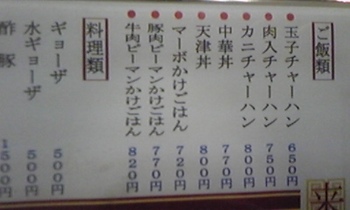 ご飯類
玉子チャーハン 650円
肉入チャーハン 750円
カニチャーハン 800円
中華丼 770円
天津丼 800円
マーボかけごはん 720円
豚肉ピーマンかけごはん 770円
牛肉ピーマンかけごはん 820円
料理類
ギョーザ 500円
水ギョーザ 500円
酢豚 1500円
来